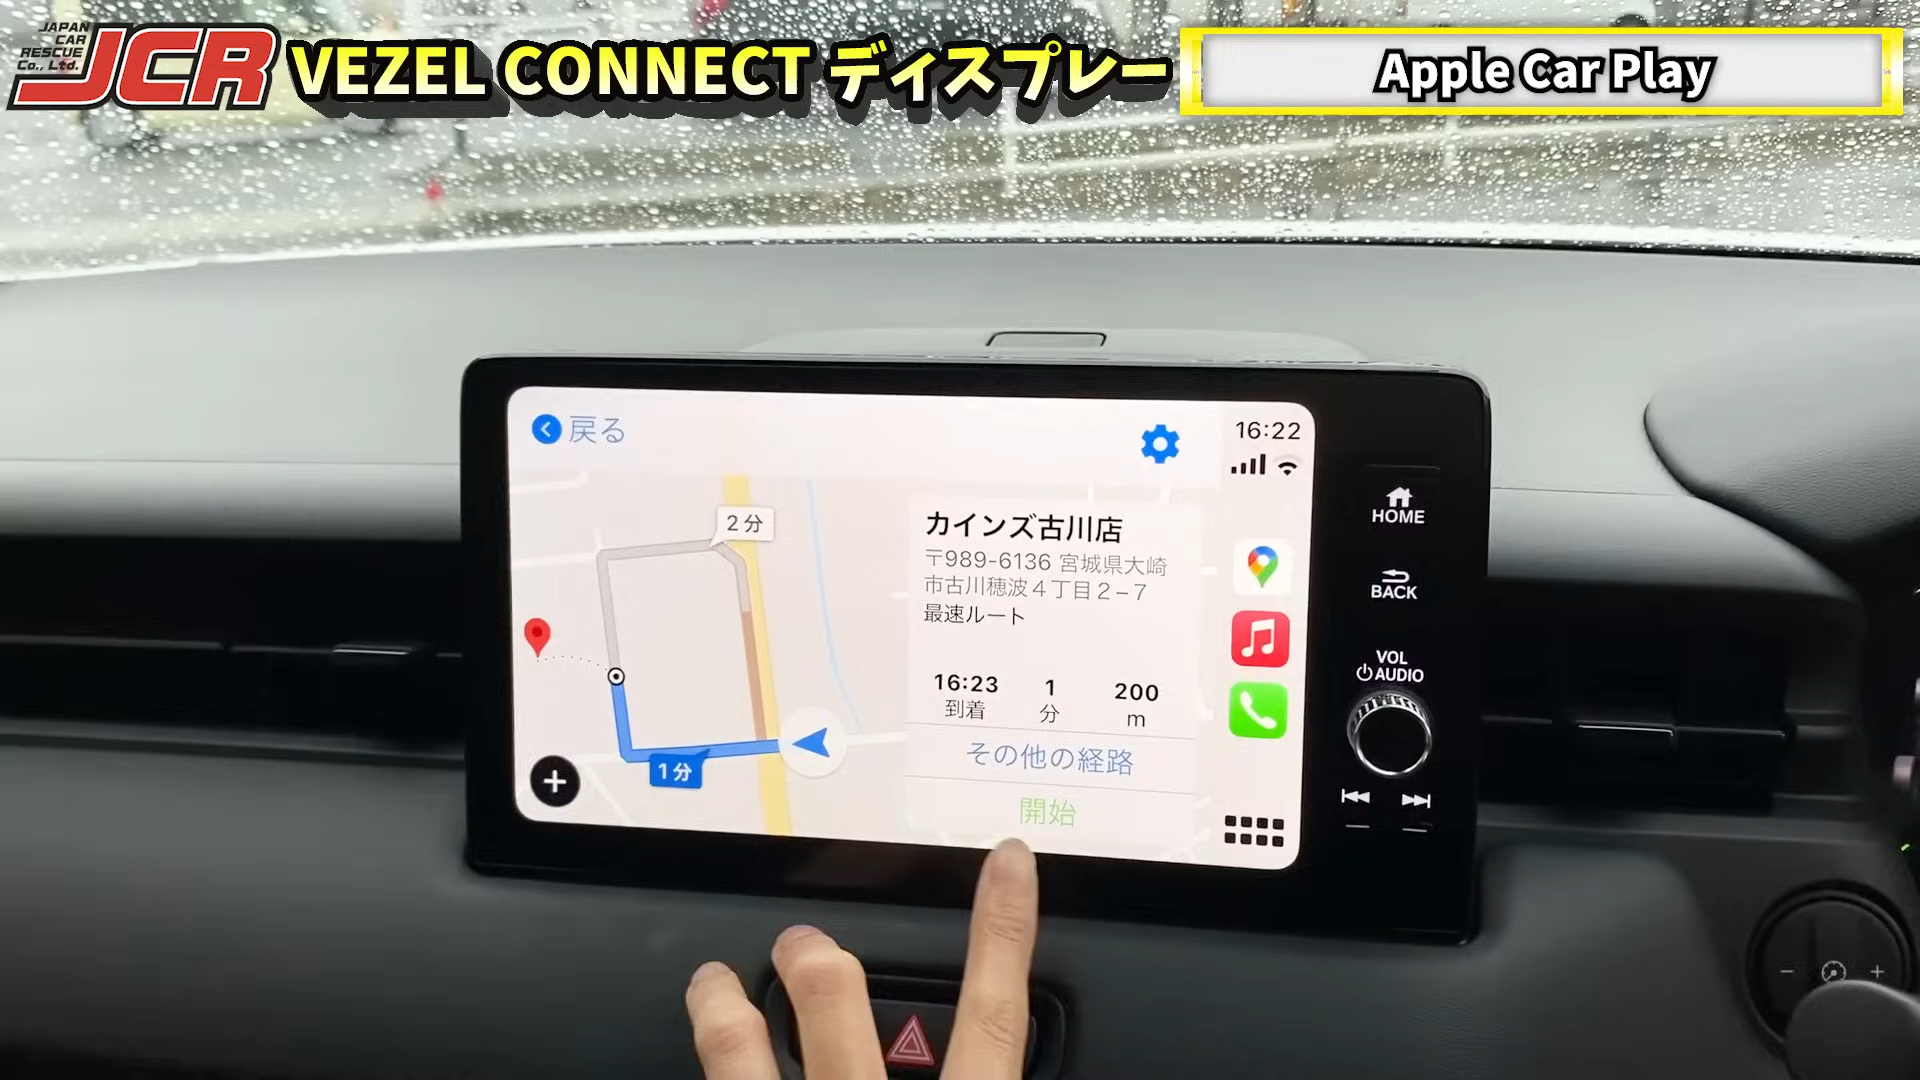 JAPAN
CAR
RESCUE
Co., Ltd.
JCR
VEZEL CONNECT ディスプレー
Apple Car Play
戻る
16:22
2分
カインズ古川店
〒989-6136 宮城県大崎
市古川穂波4丁目2-7
最速ルート
16:23 1 200
到着 分 m
1分
その他の経路
開始
HOME
BACK
VOL
AUDIO